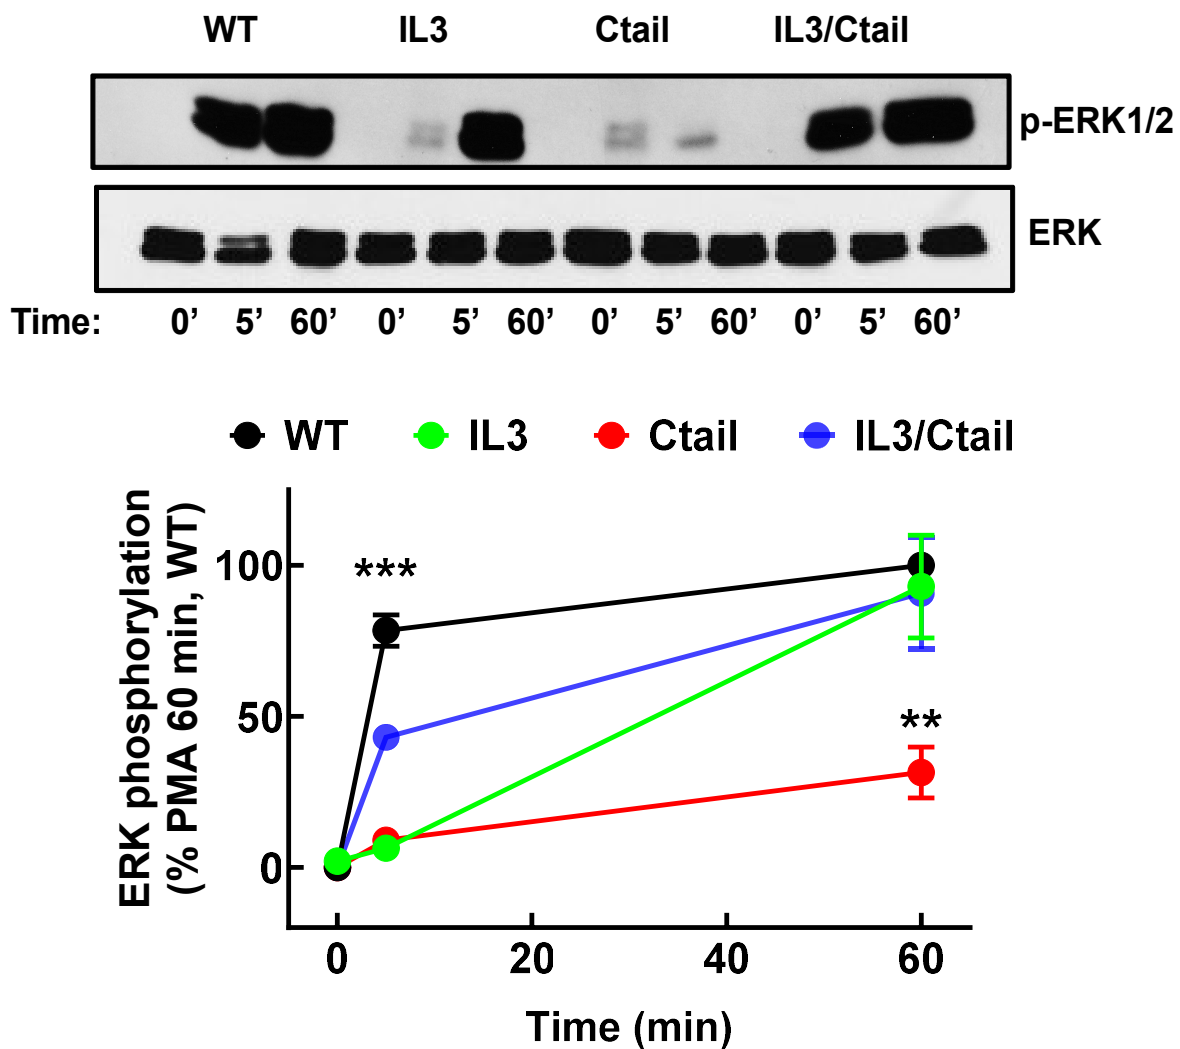 WT IL3 Ctail IL3/Ctail
p-ERK1/2
ERK
Time: 0’ 5’ 60’ 0’ 5’ 60’ 0’ 5’ 60’ 0’ 5’ 60’
WT IL3 Ctail IL3/Ctail
ERK phosphorylation
(% PMA 60 min, WT)
100
50
0
***
**
0 20 40 60
Time (min)